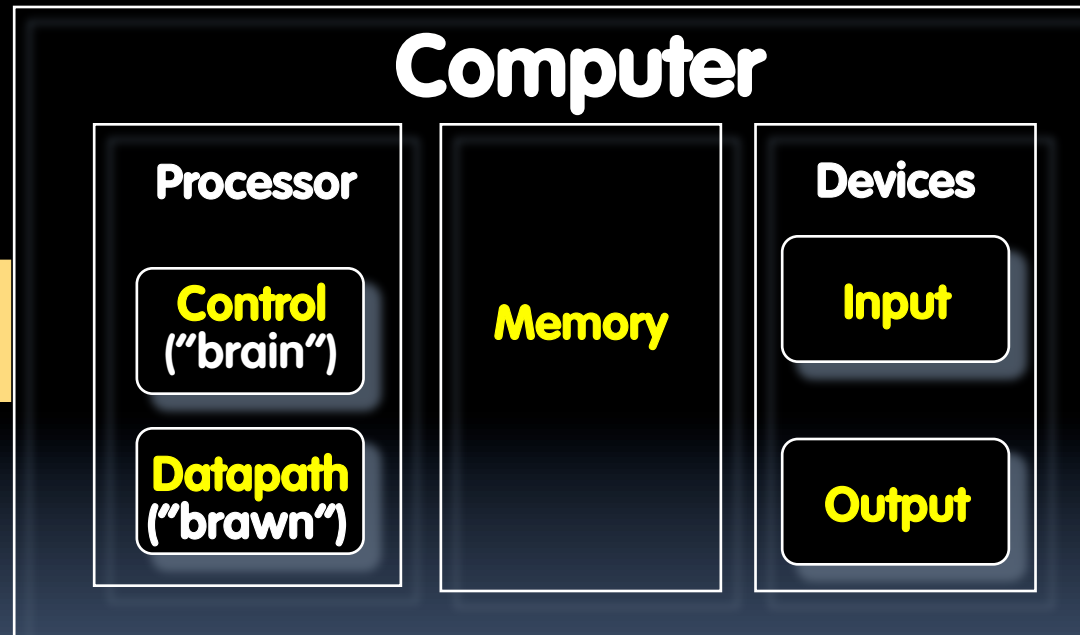 Computer
Processor
Control
("brain")
Datapath
("brawn")
Memory
Devices
Input
Output